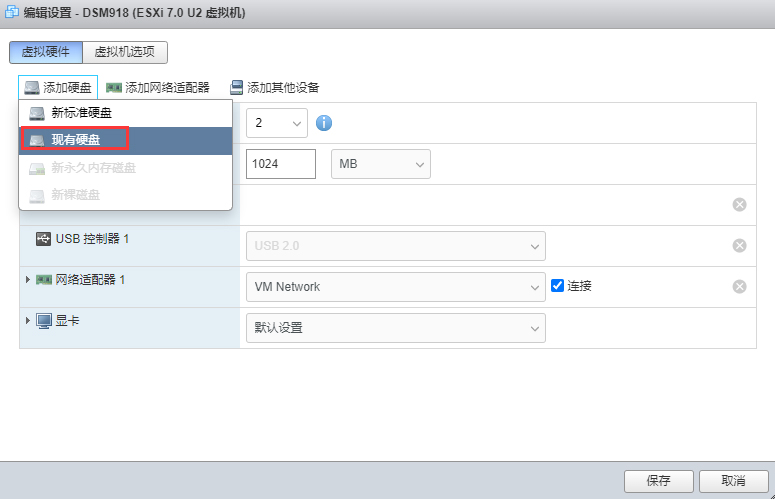 编辑设置 - DSM918 (ESXi 7.0 U2 虚拟机)
虚拟硬件 虚拟机选项
添加硬盘 添加网络适配器 添加其他设备
新标准硬盘
2
现有硬盘
1024 MB
新永久内存磁盘
新裸磁盘
USB 控制器 1 USB 2.0
网络适配器 1 VM Network 连接
显卡 默认设置
保存 取消